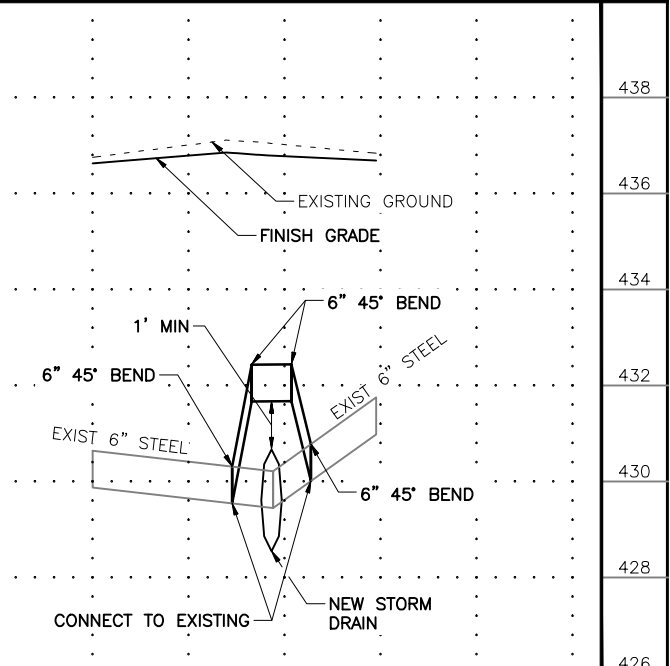 438
436
EXISTING GROUND
FINISH GRADE
434
6" 45° BEND
1' MIN
EXIST 6" STEEL
6" 45° BEND
432
EXIST 6" STEEL
430
6" 45° BEND
428
NEW STORM
DRAIN
CONNECT TO EXISTING
426